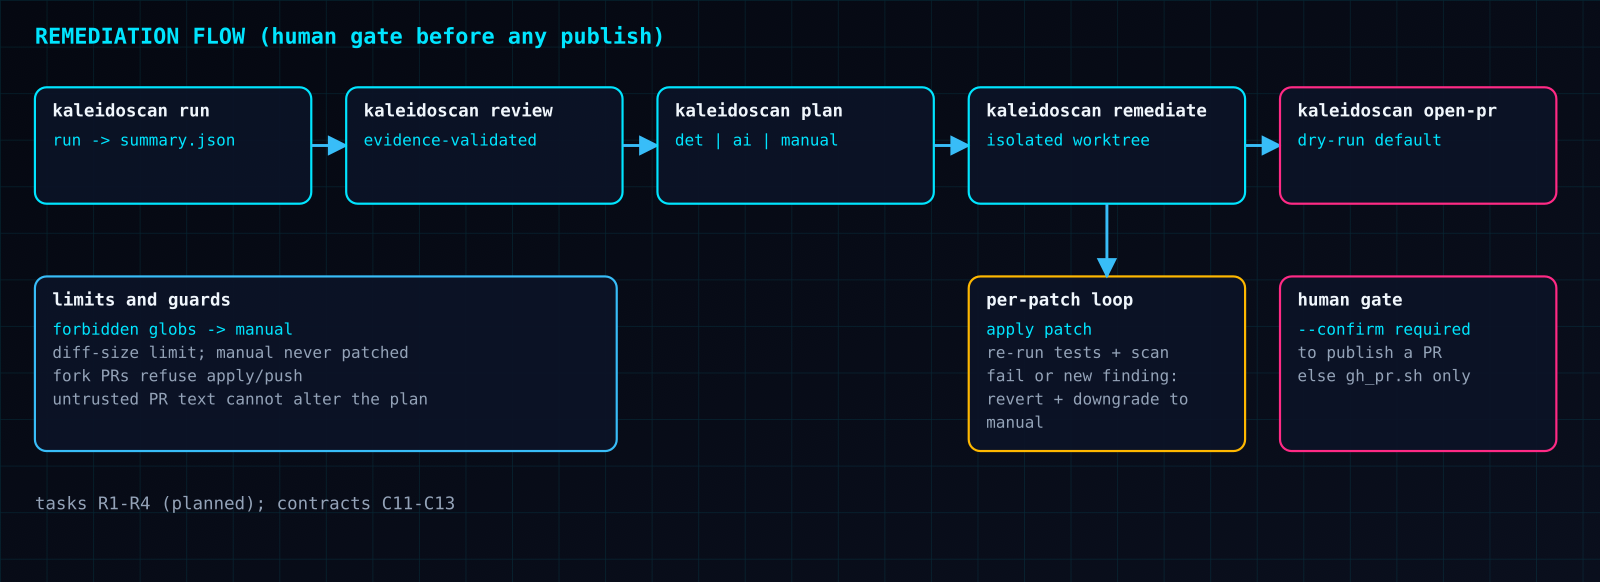 REMEDIATION FLOW (human gate before any publish)
kaleidoscan run
run -> summary.json
kaleidoscan review
evidence-validated
kaleidoscan plan
det | ai | manual
kaleidoscan remediate
isolated worktree
kaleidoscan open-pr
dry-run default
limits and guards
forbidden globs -> manual
diff-size limit; manual never patched
fork PRs refuse apply/push
untrusted PR text cannot alter the plan
per-patch loop
apply patch
re-run tests + scan
fail or new finding:
revert + downgrade to
manual
human gate
--confirm required
to publish a PR
else gh_pr.sh only
tasks R1-R4 (planned); contracts C11-C13